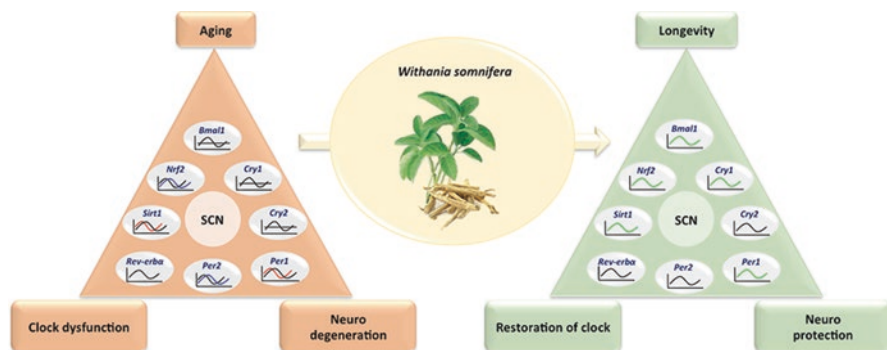 Aging
Bmal1
Nrf2
Cry1
Sirt1
SCN
Cry2
Rev-erbα
Per2
Per1
Clock dysfunction
Neuro
degeneration
Withania somnifera
Longevity
Bmal1
Nrf2
Cry1
Sirt1
SCN
Cry2
Rev-erbα
Per2
Per1
Restoration of clock
Neuro
protection